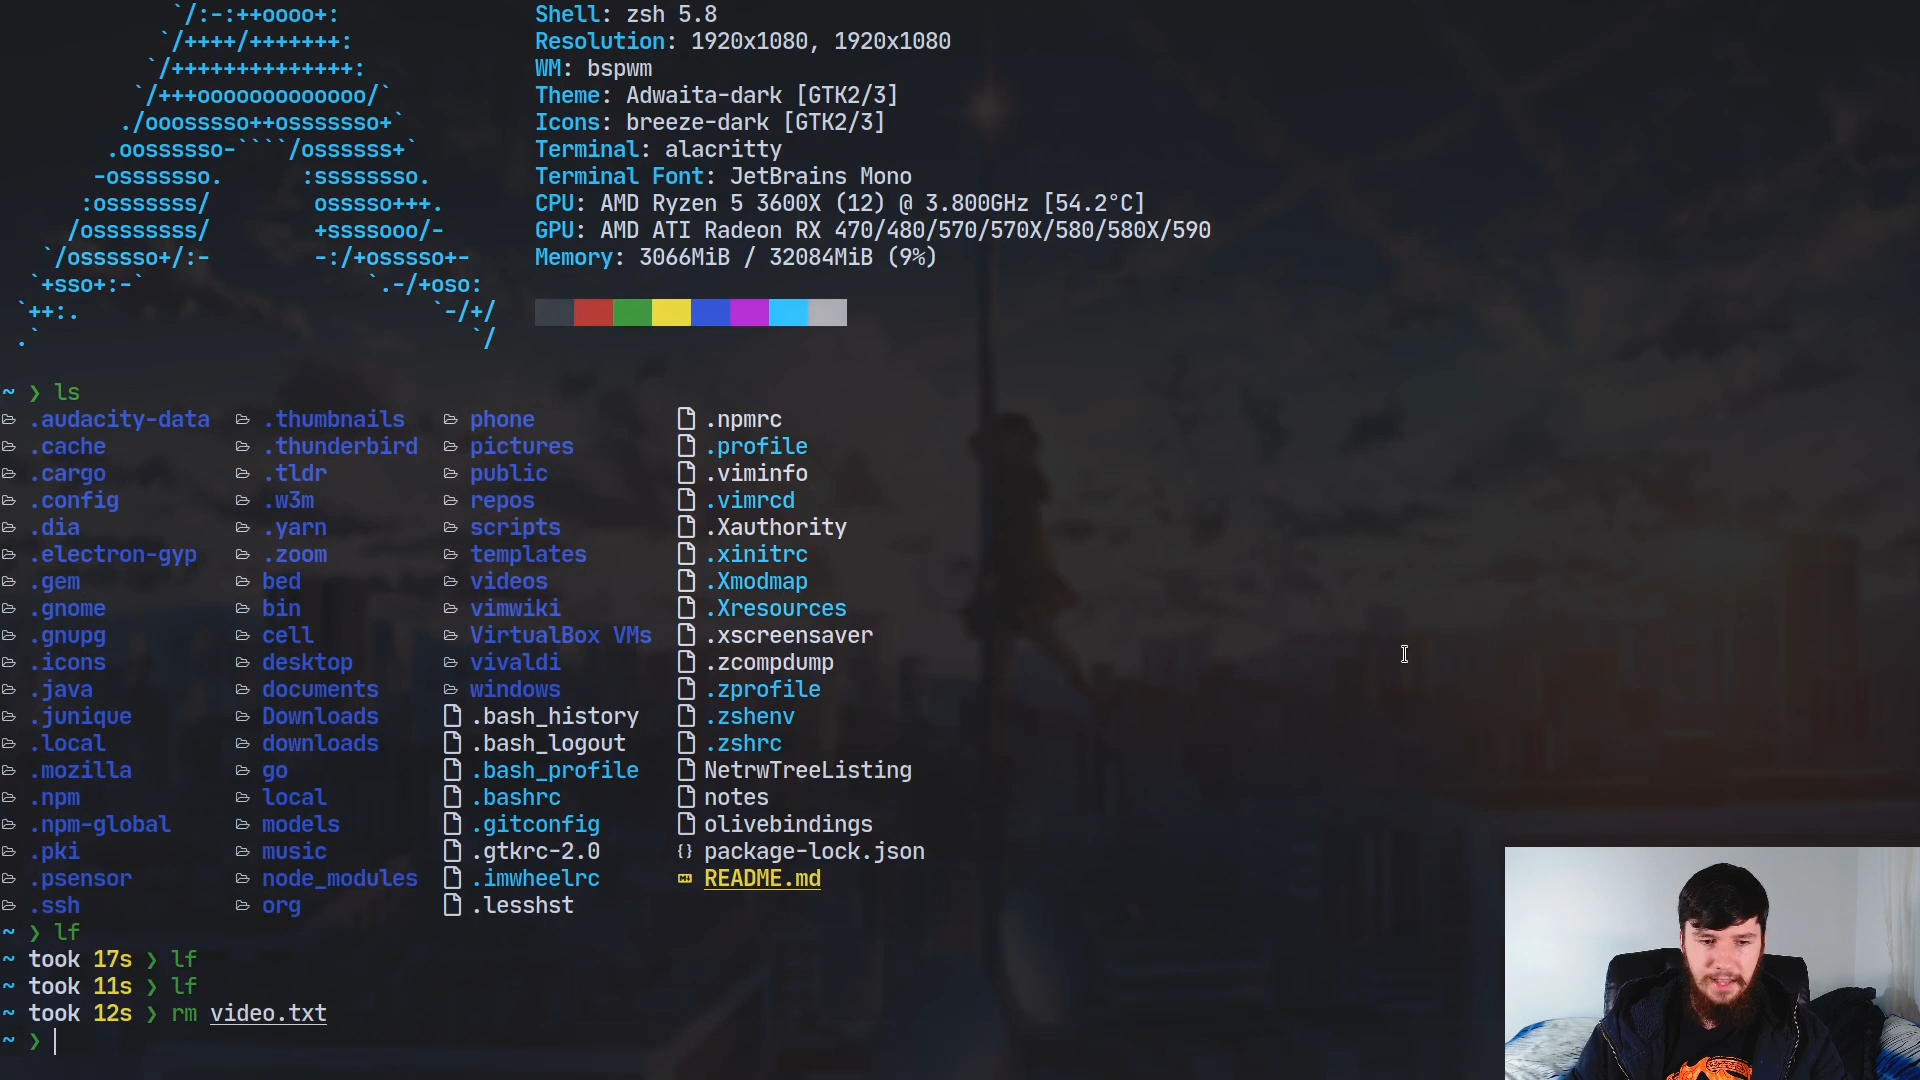 `/:-:++oooo+: Shell: zsh 5.8
`/++++/+++++++: Resolution: 1920x1080, 1920x1080
`/++++++++++++++: WM: bspwm
`/+++ooooooooooooo/` Theme: Adwaita-dark [GTK2/3]
./ooosssso++osssssso+` Icons: breeze-dark [GTK2/3]
.oossssso-````/ossssss+` Terminal: alacritty
-osssssso. :ssssssso. Terminal Font: JetBrains Mono
:osssssss/ osssso+++. CPU: AMD Ryzen 5 3600X (12) @ 3.800GHz [54.2°C]
/ossssssss/ +ssssooo/- GPU: AMD ATI Radeon RX 470/480/570/570X/580/580X/590
`/ossssso+/:- -:/+osssso+- Memory: 3066MiB / 32084MiB (9%)
`+sso+:-` `.-/+oso:
`++:. `-/+/
.` `/
~ ❯ ls
.audacity-data .thumbnails phone .npmrc
.cache .thunderbird pictures .profile
.cargo .tldr public .viminfo
.config .w3m repos .vimrcd
.dia .yarn scripts .Xauthority
.electron-gyp .zoom templates .xinitrc
.gem bed videos .Xmodmap
.gnome bin vimwiki .Xresources
.gnupg cell VirtualBox VMs .xscreensaver
.icons desktop vivaldi .zcompdump
.java documents windows .zprofile
.junique Downloads .bash_history .zshenv
.local downloads .bash_logout .zshrc
.mozilla go .bash_profile NetrwTreeListing
.npm local .bashrc notes
.npm-global models .gitconfig olivebindings
.pki music .gtkrc-2.0 {} package-lock.json
.psensor node_modules .imwheelrc README.md
.ssh org .lesshst
~ ❯ lf
~ took 17s ❯ lf
~ took 11s ❯ lf
~ took 12s ❯ rm video.txt
~ ❯